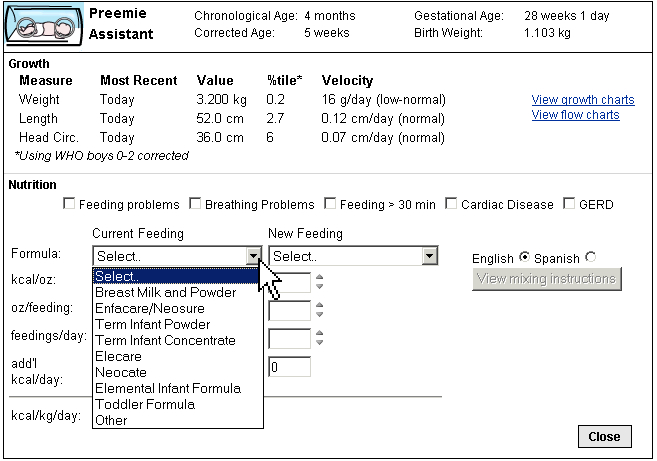 Preemie Assistant
Chronological Age: 4 months Gestational Age: 28 weeks 1 day
Corrected Age: 5 weeks Birth Weight: 1.103 kg
Growth
Measure Most Recent Value %tile* Velocity
Weight Today 3.200 kg 0.2 16 g/day (low-normal) View growth charts
Length Today 52.0 cm 2.7 0.12 cm/day (normal) View flow charts
Head Circ. Today 36.0 cm 6 0.07 cm/day (normal)
*Using WHO boys 0-2 corrected
Nutrition
Feeding problems Breathing Problems Feeding > 30 min Cardiac Disease GERD
Current Feeding New Feeding
Formula: Select.. Select.. English Spanish
View mixing instructions
kcal/oz:
oz/feeding:
feedings/day:
add'l kcal/day: 0
kcal/kg/day:
Select..
Breast Milk and Powder
Enfacare/Neosure
Term Infant Powder
Term Infant Concentrate
Elecare
Neocate
Elemental Infant Formula
Toddler Formula
Other
Close